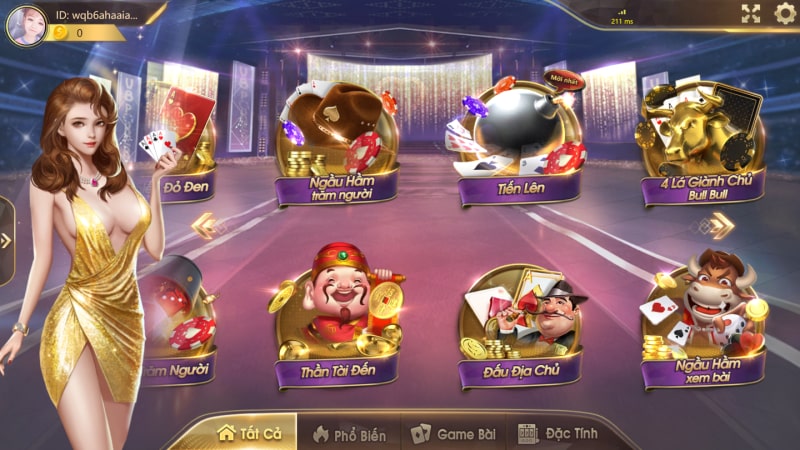 ID: wqb6ahaaia...
0
211 ms
Đỏ Đen
Ngầu Hầm
trăm người
Mới nhất
Tiến Lên
4 Lá Giành Chủ
Bull Bull
Người
Thần Tài Đến
Đấu Địa Chủ
Ngầu Hầm
xem bài
Tất Cả
Phổ Biến
Game Bài
Đặc Tính